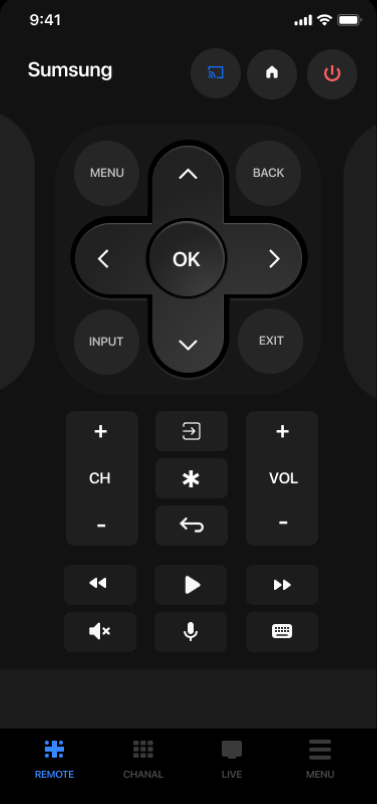 9:41
Sumsung
MENU
BACK
OK
INPUT
EXIT
+
+
CH
VOL
-
-
REMOTE
CHANAL
LIVE
MENU